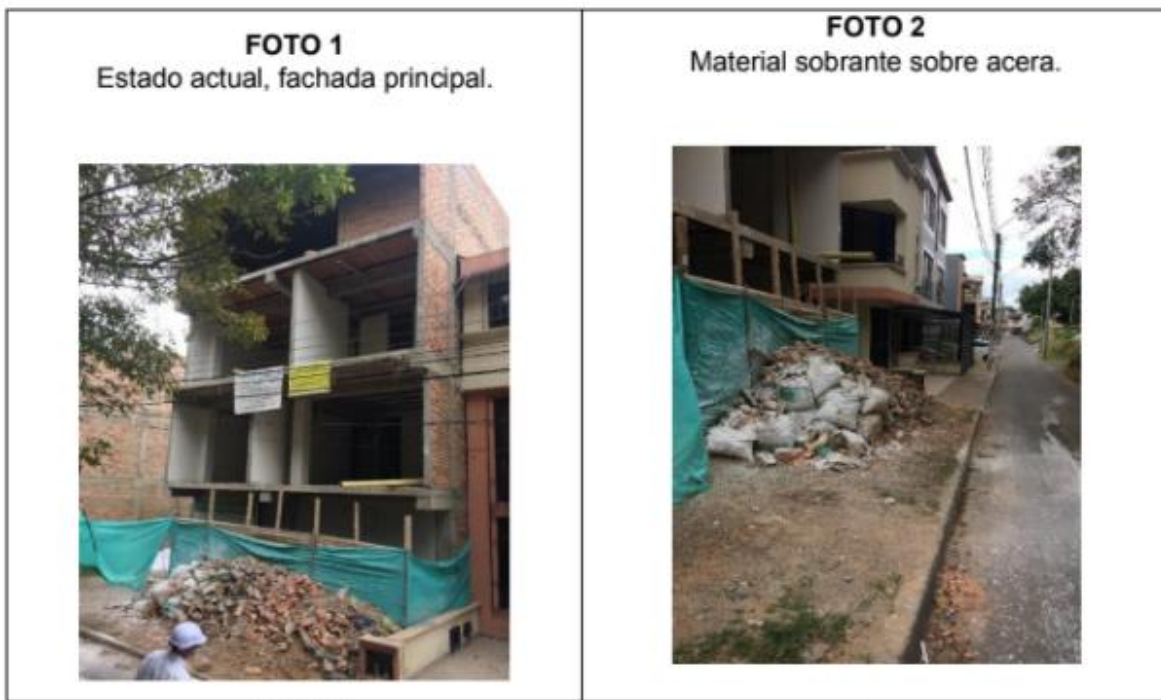 FOTO 1
Estado actual, fachada principal.
FOTO 2
Material sobrante sobre acera.